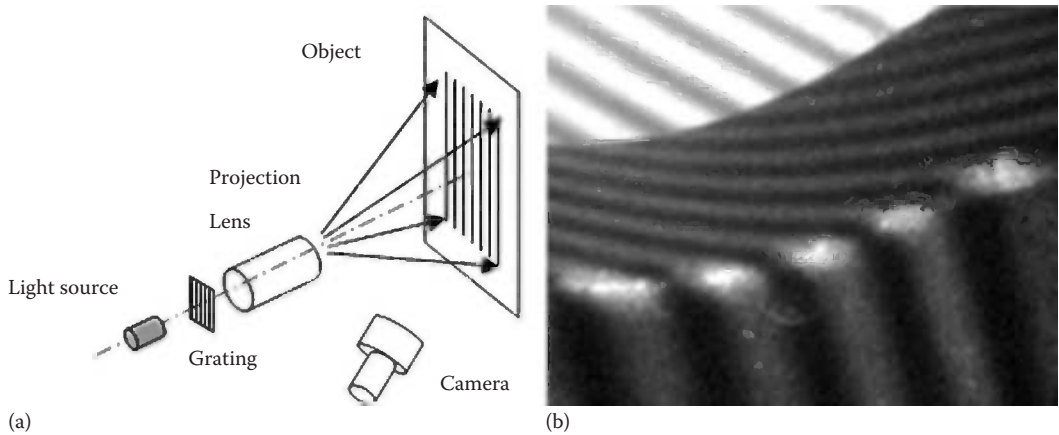 Object
Projection
Lens
Light source
Grating
Camera
(a)
(b)